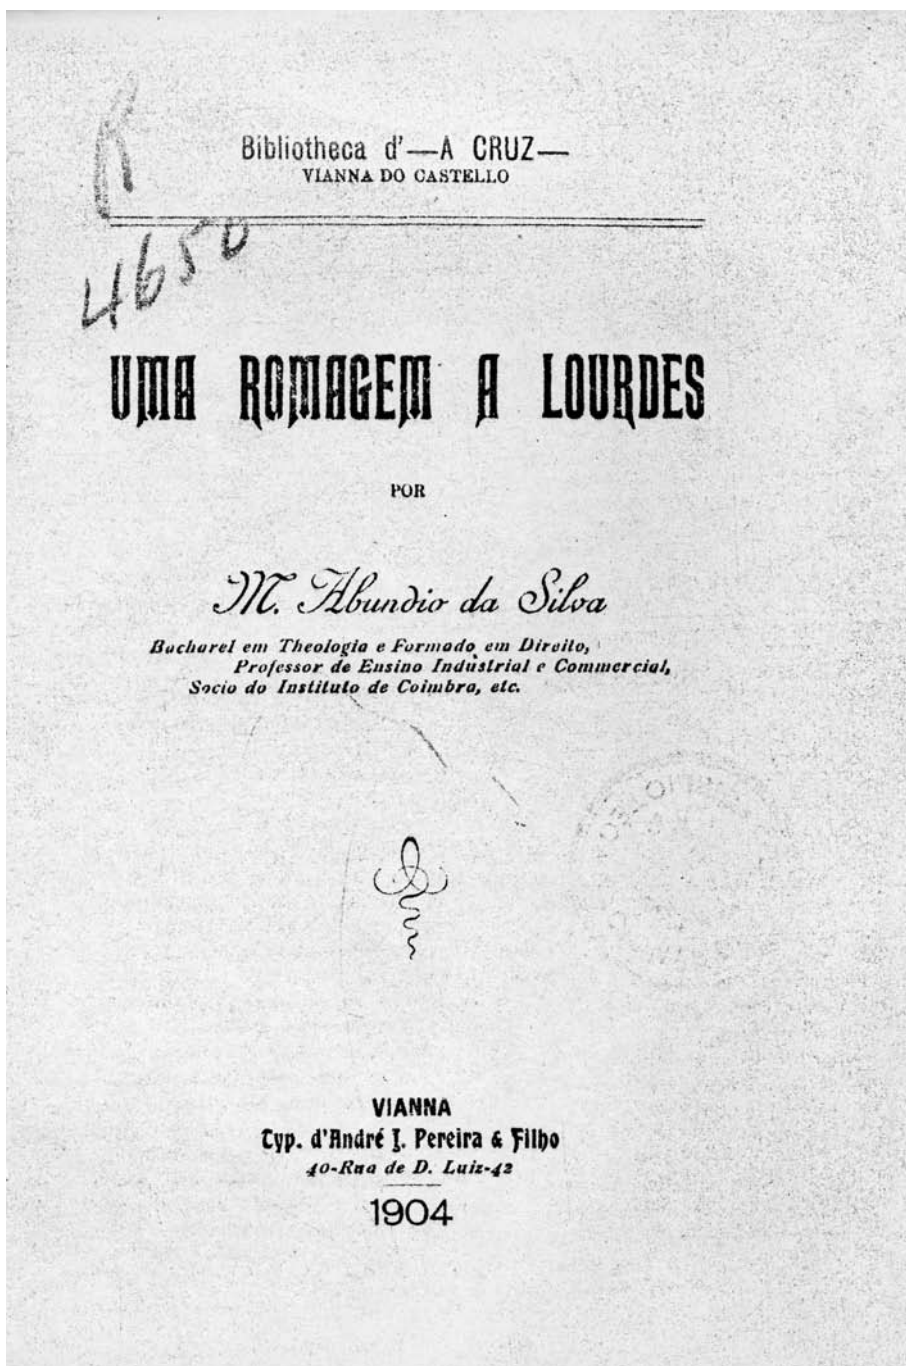 R
Bibliotheca d'—A CRUZ—
VIANNA DO CASTELLO
4650
UMA ROMAGEM A LOURDES
POR
M. Abundio da Silva
Bacharel em Theologia e Formado em Direito,
Professor de Ensino Industrial e Commercial,
Socio do Instituto de Coimbra, etc.
VIANNA
Typ. d'André J. Pereira & Filho
40-Rua de D. Luiz-42
1904